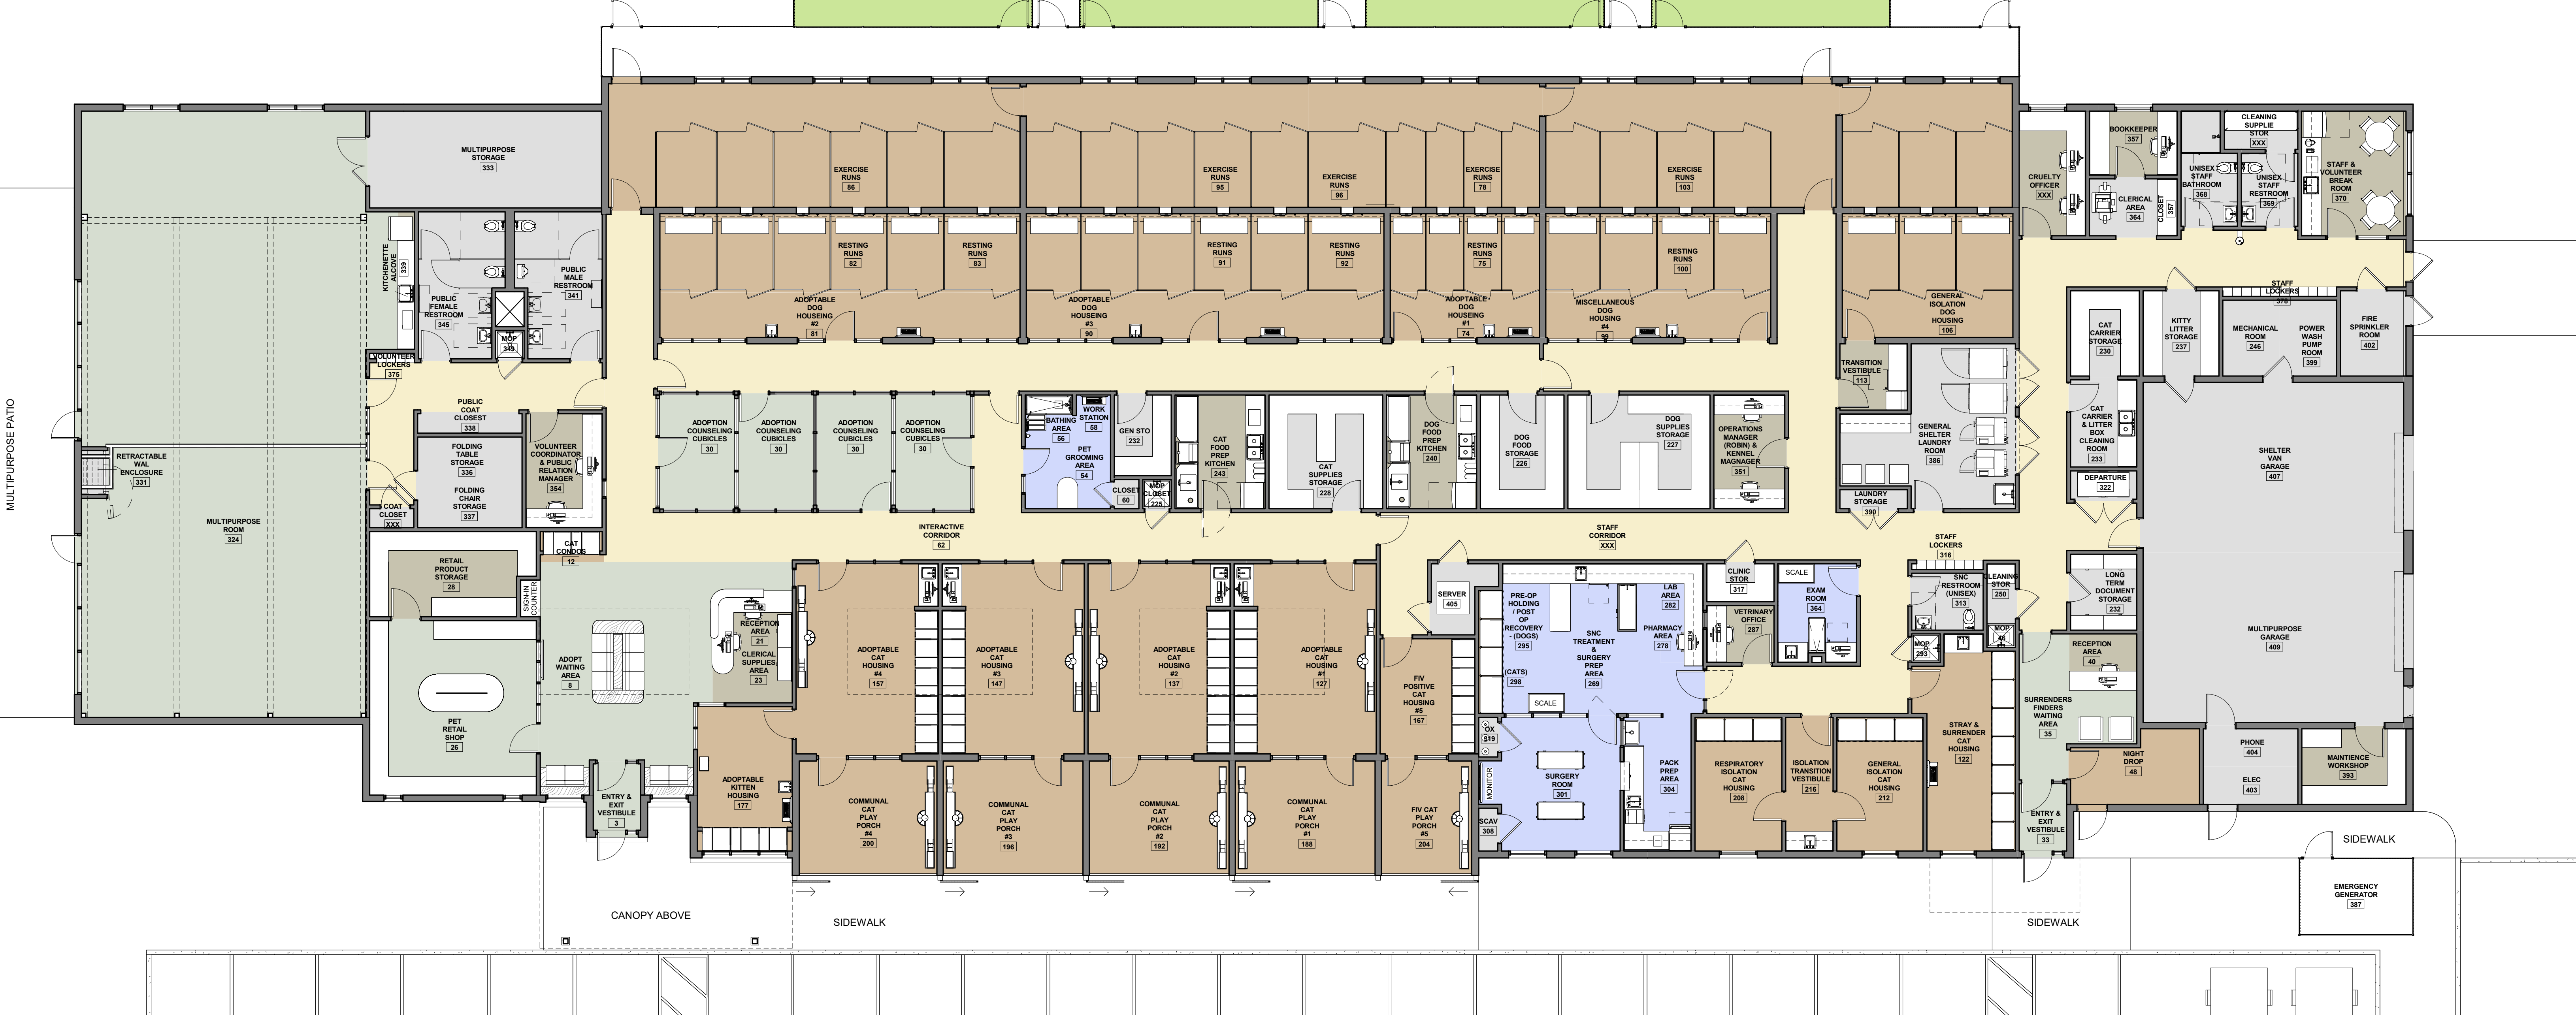 MULTIPURPOSE PATIO
MULTIPURPOSE
STORAGE
333
KITCHENETTE
ALCOVE
339
PUBLIC
FEMALE
RESTROOM
345
PUBLIC
MALE
RESTROOM
341
MOP
349
VOLUNTEER
LOCKERS
375
PUBLIC
COAT
CLOSEST
338
FOLDING
TABLE
STORAGE
336
FOLDING
CHAIR
STORAGE
337
VOLUNTEER
COORDINATOR
& PUBLIC
RELATION
MANAGER
354
COAT
CLOSET
XXX
RETRACTABLE
WAL
ENCLOSURE
331
MULTIPURPOSE
ROOM
324
RETAIL
PRODUCT
STORAGE
28
CAT
CONDOS
12
SIGN-IN
COUNTER
PET
RETAIL
SHOP
26
ADOPT
WAITING
AREA
8
RECEPTION
AREA
21
CLERICAL
SUPPLIES
AREA
23
ENTRY &
EXIT
VESTIBULE
3
ADOPTABLE
KITTEN
HOUSING
177
CANOPY ABOVE
SIDEWALK
EXERCISE
RUNS
86
EXERCISE
RUNS
95
EXERCISE
RUNS
96
EXERCISE
RUNS
78
EXERCISE
RUNS
103
RESTING
RUNS
82
RESTING
RUNS
83
RESTING
RUNS
91
RESTING
RUNS
92
RESTING
RUNS
75
RESTING
RUNS
100
ADOPTABLE
DOG
HOUSEING
#2
81
ADOPTABLE
DOG
HOUSEING
#3
90
ADOPTABLE
DOG
HOUSEING
#1
74
MISCELLANEOUS
DOG
HOUSING
#4
99
GENERAL
ISOLATION
DOG
HOUSING
106
ADOPTION
COUNSELING
CUBICLES
30
ADOPTION
COUNSELING
CUBICLES
30
ADOPTION
COUNSELING
CUBICLES
30
ADOPTION
COUNSELING
CUBICLES
30
BATHING
AREA
56
WORK
STATION
58
PET
GROOMING
AREA
54
GEN STO
232
CLOSET
60
MOP
CLOSET
225
CAT
FOOD
PREP
KITCHEN
243
CAT
SUPPLIES
STORAGE
228
DOG
FOOD
PREP
KITCHEN
240
DOG
FOOD
STORAGE
226
DOG
SUPPLIES
STORAGE
227
OPERATIONS
MANAGER
(ROBIN) &
KENNEL
MAGNAGER
351
TRANSITION
VESTIBULE
113
GENERAL
SHELTER
LAUNDRY
ROOM
386
LAUNDRY
STORAGE
390
INTERACTIVE
CORRIDOR
62
STAFF
CORRIDOR
XXX
STAFF
LOCKERS
316
ADOPTABLE
CAT
HOUSING
#4
157
ADOPTABLE
CAT
HOUSING
#3
147
ADOPTABLE
CAT
HOUSING
#2
137
ADOPTABLE
CAT
HOUSING
#1
127
FIV
POSITIVE
CAT
HOUSING
#5
167
COMMUNAL
CAT
PLAY
PORCH
#4
200
COMMUNAL
CAT
PLAY
PORCH
#3
196
COMMUNAL
CAT
PLAY
PORCH
#2
192
COMMUNAL
CAT
PLAY
PORCH
#1
188
FIV CAT
PLAY
PORCH
#5
204
SERVER
405
PRE-OP
HOLDING
/ POST
OP
RECOVERY
- (DOGS)
295
(CATS)
298
SNC
TREATMENT
&
SURGERY
PREP
AREA
269
SCALE
LAB
AREA
282
PHARMACY
AREA
278
CLINIC
STOR
317
VETRINARY
OFFICE
287
SCALE
EXAM
ROOM
364
OX
319
MONITOR
SCAV
308
SURGERY
ROOM
301
PACK
PREP
AREA
304
RESPIRATORY
ISOLATION
CAT
HOUSING
208
ISOLATION
TRANSITION
VESTIBULE
216
GENERAL
ISOLATION
CAT
HOUSING
212
SNC
RESTROOM
(UNISEX)
313
MOP
253
CLEANING
STOR
250
MOP
STRAY &
SURRENDER
CAT
HOUSING
122
CRUELTY
OFFICER
XXX
BOOKKEEPER
357
CLERICAL
AREA
364
CLOSET
357
CLEANING
SUPPLIE
STOR
XXX
UNISEX
STAFF
BATHROOM
368
UNISEX
STAFF
RESTROOM
369
STAFF &
VOLUNTEER
BREAK
ROOM
370
STAFF
LOCKERS
378
CAT
CARRIER
STORAGE
230
KITTY
LITTER
STORAGE
237
MECHANICAL
ROOM
246
POWER
WASH
PUMP
ROOM
399
FIRE
SPRINKLER
ROOM
402
CAT
CARRIER
& LITTER
BOX
CLEANING
ROOM
233
DEPARTURE
322
SHELTER
VAN
GARAGE
407
LONG
TERM
DOCUMENT
STORAGE
232
RECEPTION
AREA
40
SURRENDERS
FINDERS
WAITING
AREA
35
MULTIPURPOSE
GARAGE
409
NIGHT
DROP
48
PHONE
404
ELEC
403
MAINTIENCE
WORKSHOP
393
ENTRY &
EXIT
VESTIBULE
33
SIDEWALK
SIDEWALK
EMERGENCY
GENERATOR
387